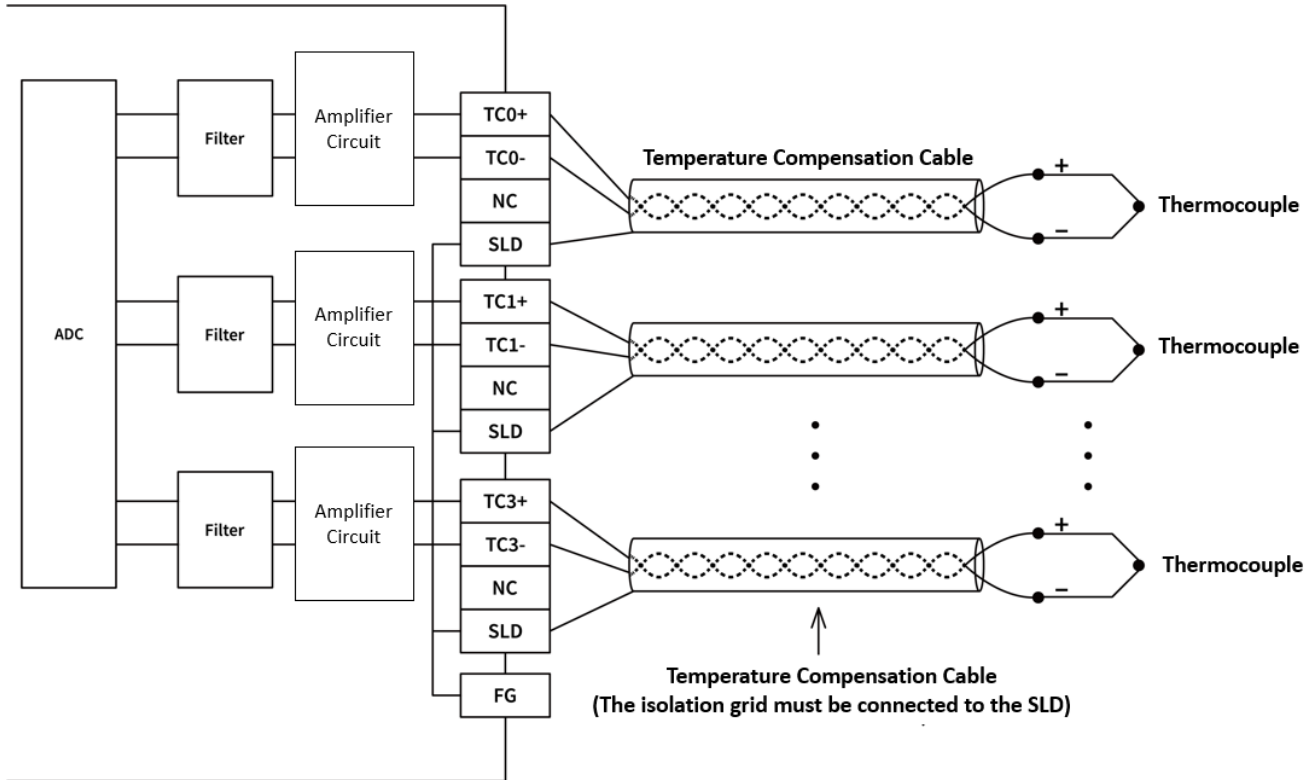 ADC
Filter
Amplifier
Circuit
TC0+
TC0-
NC
SLD
Temperature Compensation Cable
+
−
Thermocouple
Filter
Amplifier
Circuit
TC1+
TC1-
NC
SLD
+
−
Thermocouple
Filter
Amplifier
Circuit
TC3+
TC3-
NC
SLD
+
−
Thermocouple
FG
Temperature Compensation Cable
(The isolation grid must be connected to the SLD)